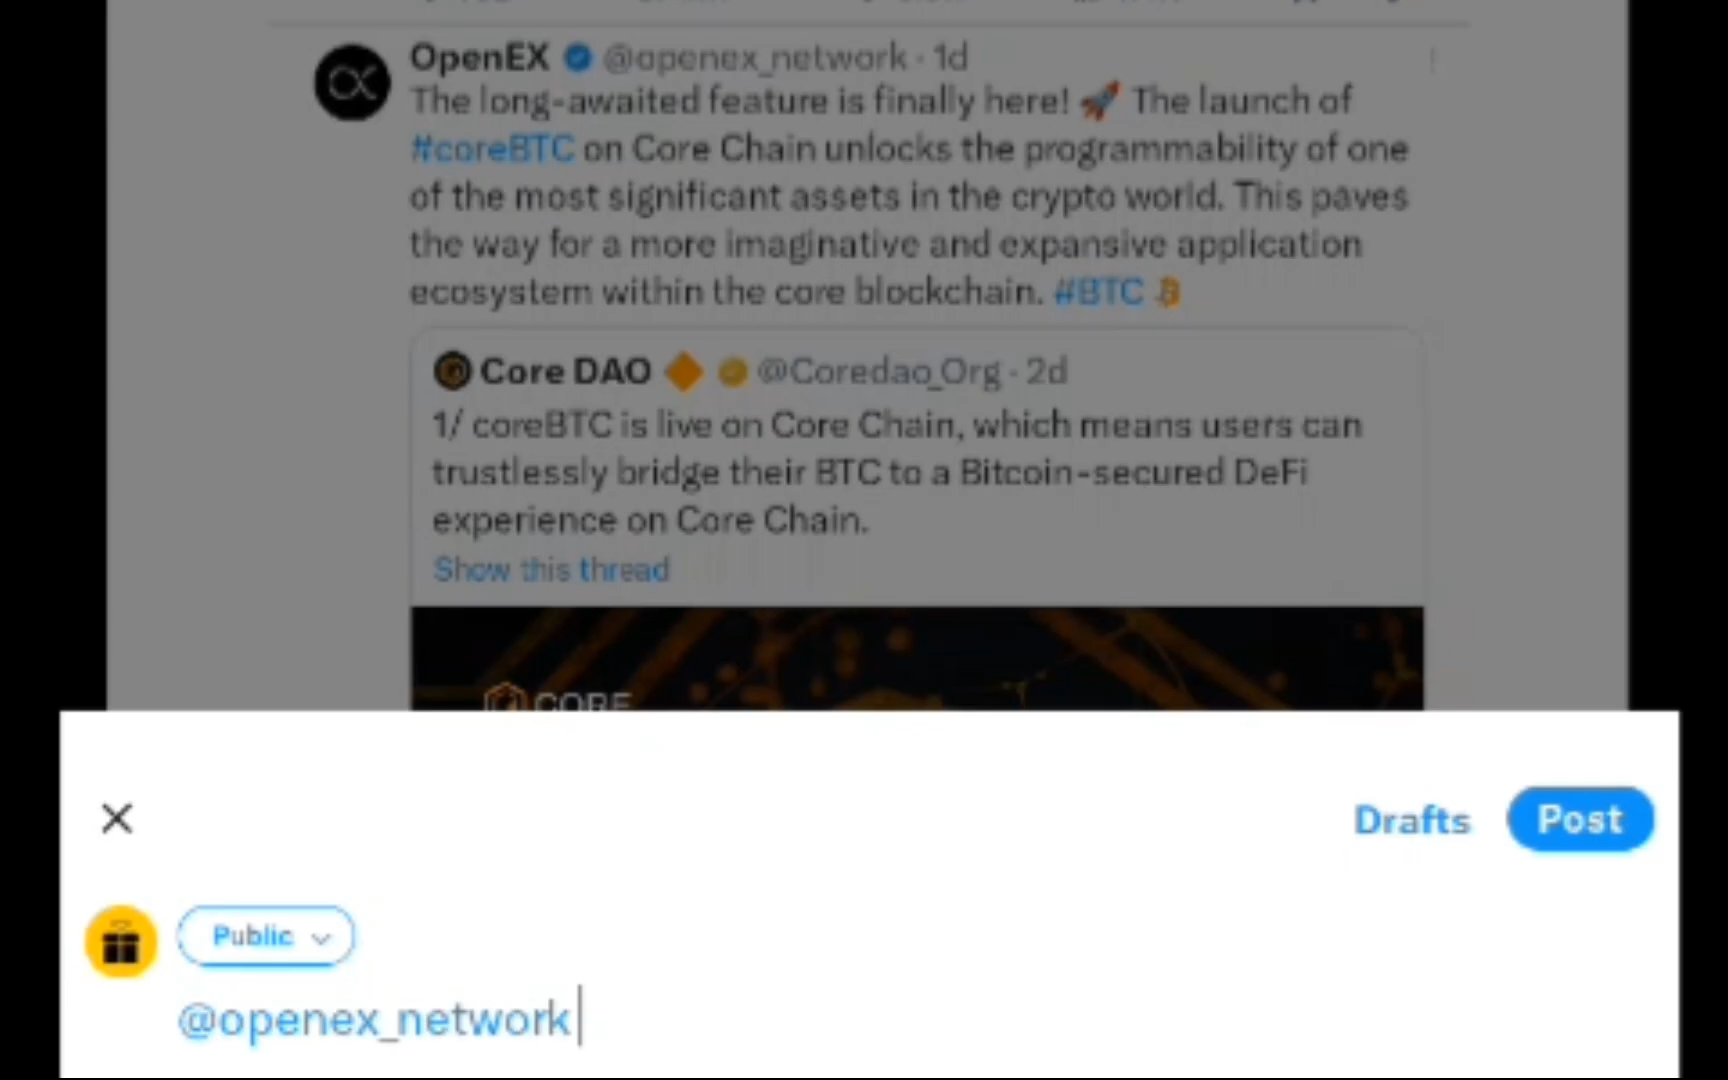 OpenEX @openex_network · 1d
The long-awaited feature is finally here! 🚀 The launch of
#coreBTC on Core Chain unlocks the programmability of one
of the most significant assets in the crypto world. This paves
the way for a more imaginative and expansive application
ecosystem within the core blockchain. #BTC
Core DAO 🔶 @Coredao_Org · 2d
1/ coreBTC is live on Core Chain, which means users can
trustlessly bridge their BTC to a Bitcoin-secured DeFi
experience on Core Chain.
Show this thread
CORE
Drafts Post
Public
@openex_network